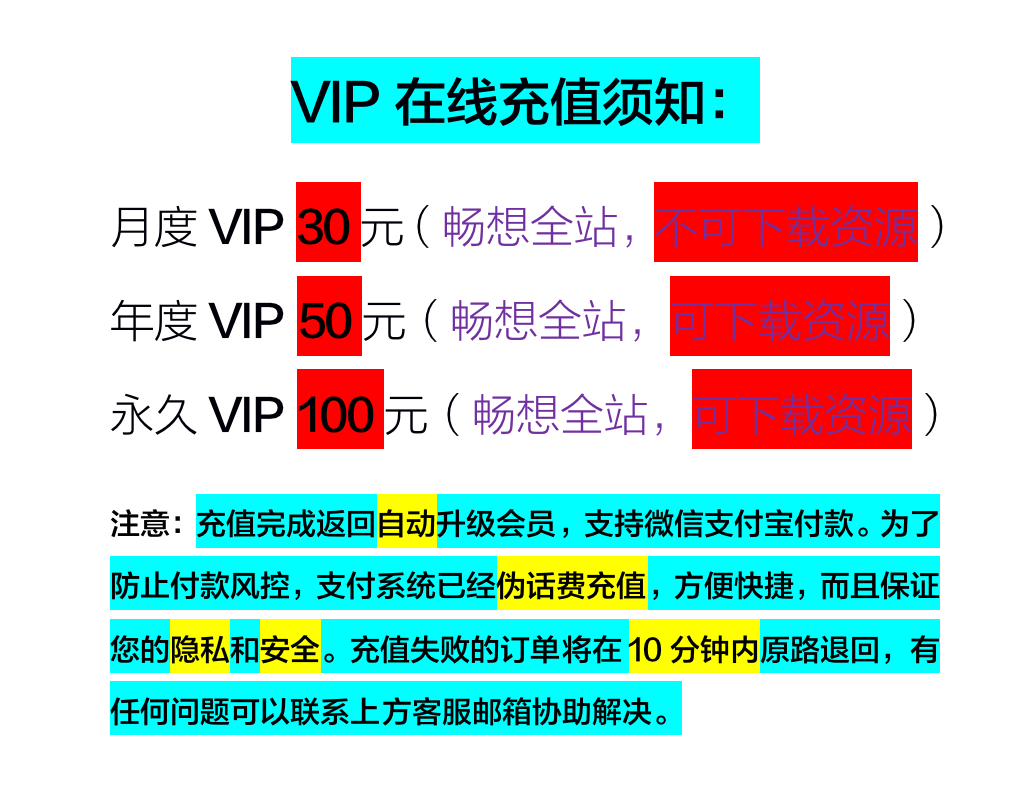 VIP 在线充值须知：
月度 VIP 30 元（畅想全站，不可下载资源）
年度 VIP 50 元（畅想全站，可下载资源）
永久 VIP 100 元（畅想全站，可下载资源）
注意：充值完成返回自动升级会员，支持微信支付宝付款。为了
防止付款风控，支付系统已经伪话费充值，方便快捷，而且保证
您的隐私和安全。充值失败的订单将在 10 分钟内原路退回，有
任何问题可以联系上方客服邮箱协助解决。